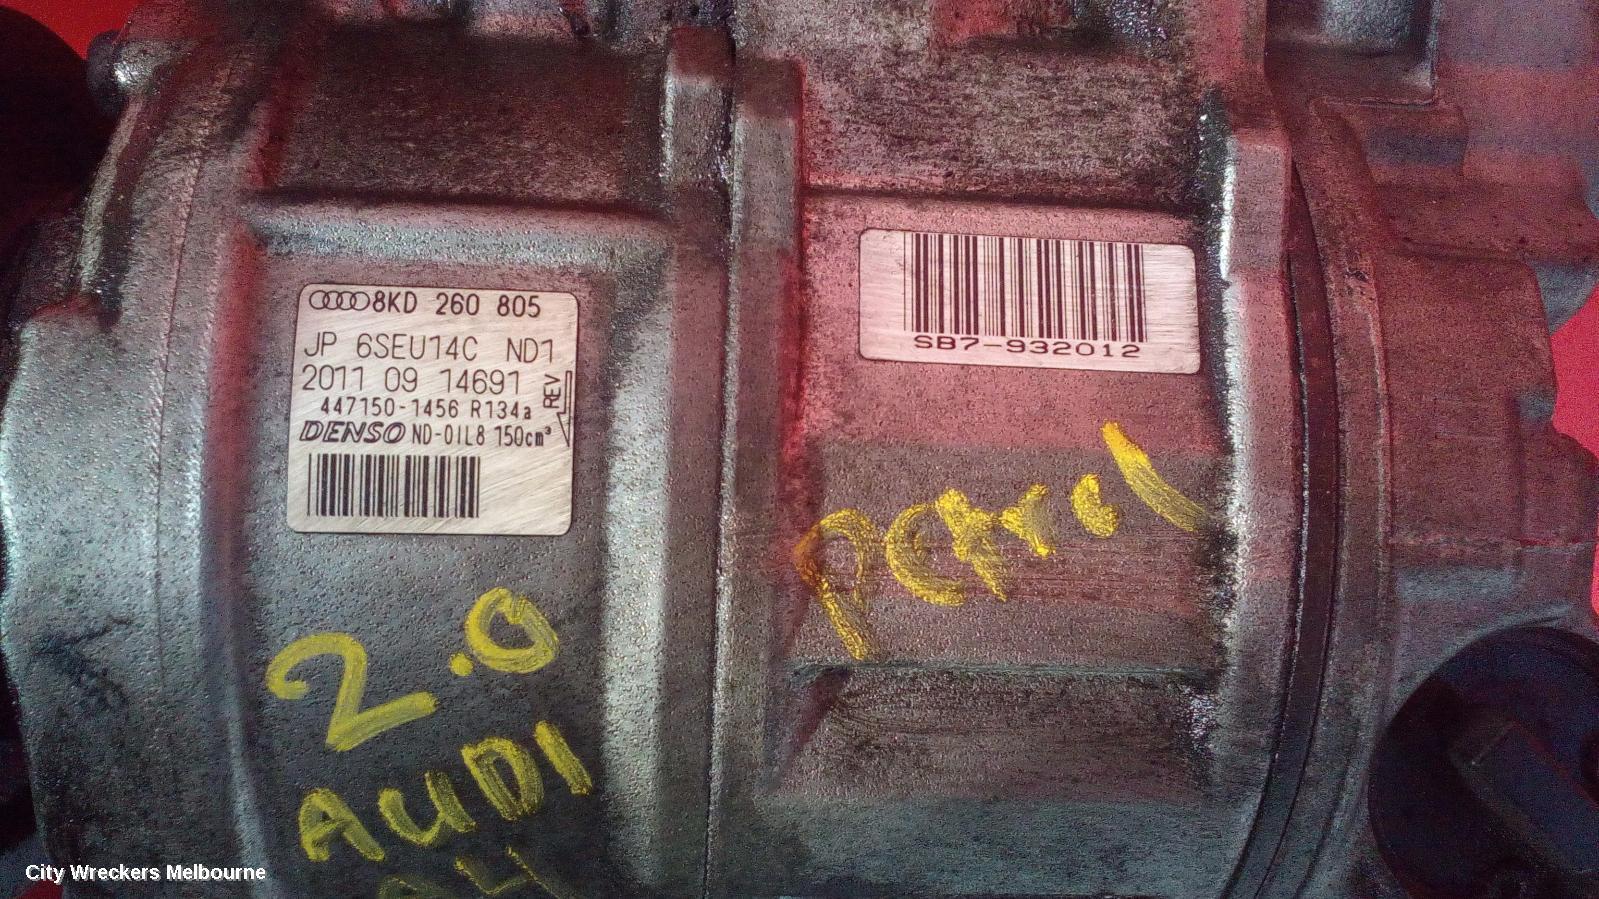 8KD 260 805
JP 6SEU14C ND1
2011 09 14691
447150-1456 R134a
REV
DENSO ND-OIL8 150cm³
SB7-932012
2.0
AUDI
A4
Petrol
City Wreckers Melbourne